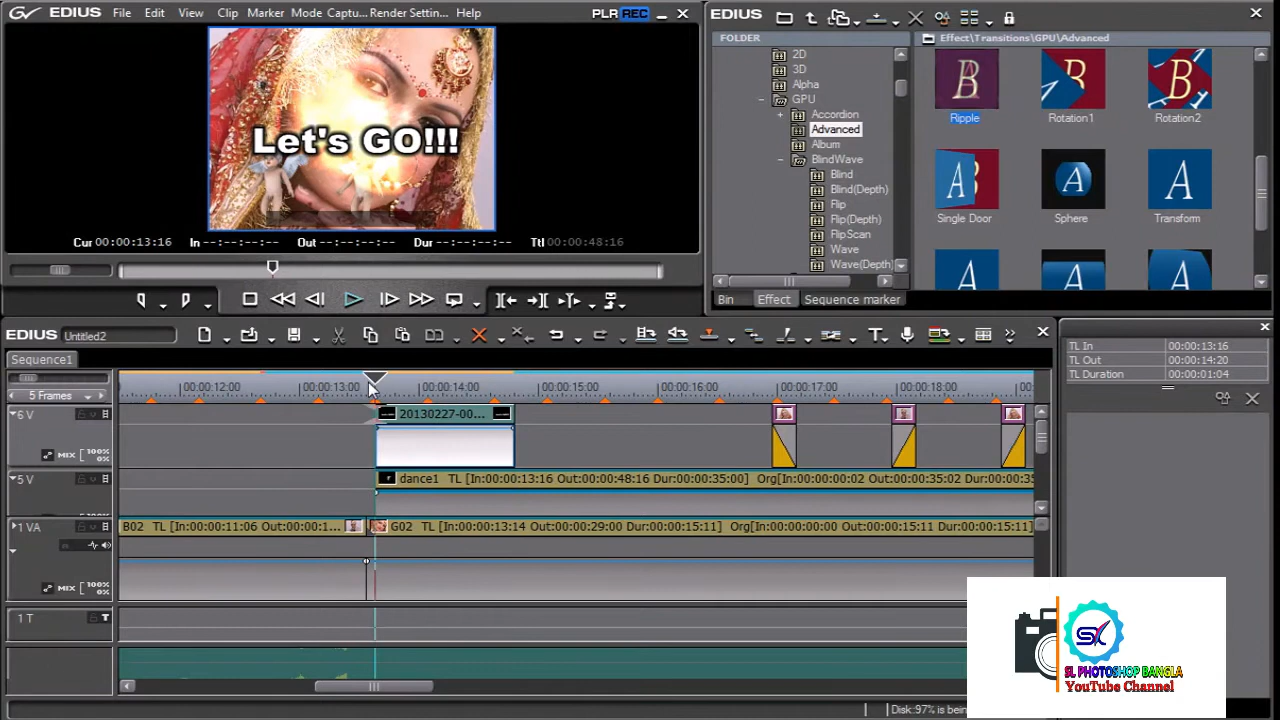 File Edit View Clip Marker Mode Captu... Render Settin... Help
PLR REC
Let's GO!!!
Cur 00:00:13:16 In --:--:--:-- Out --:--:--:-- Dur --:--:--:-- Ttl 00:00:48:16
EDIUS
FOLDER
2D
3D
Alpha
GPU
Accordion
Advanced
Album
BlindWave
Blind
Blind(Depth)
Flip
Flip(Depth)
FlipScan
Wave
Wave(Depth)
Effect\Transitions\GPU\Advanced
Ripple Rotation1 Rotation2
Single Door Sphere Transform
Bin Effect Sequence marker
EDIUS Untitled2
Sequence1
5 Frames
00:00:12:00 00:00:13:00 00:00:14:00 00:00:15:00 00:00:16:00 00:00:17:00 00:00:18:00
TL In 00:00:13:16
TL Out 00:00:14:20
TL Duration 00:00:01:04
6 V 20130227-00...
MIX 100% 0%
5 V dance1 TL [In:00:00:13:16 Out:00:00:48:16 Dur:00:00:35:00] Org[In:00:00:00:02 Out:00:00:35:02 Dur:00:00:35
1 VA B02 TL [In:00:00:11:06 Out:00:00:1... G02 TL [In:00:00:13:14 Out:00:00:29:00 Dur:00:00:15:11] Org[In:00:00:00:00 Out:00:00:15:11 Dur:00:00:15:11]
MIX 100% 0%
1 T T
SL PHOTOSHOP BANGLA
YouTube Channel
Disk:97% is bein